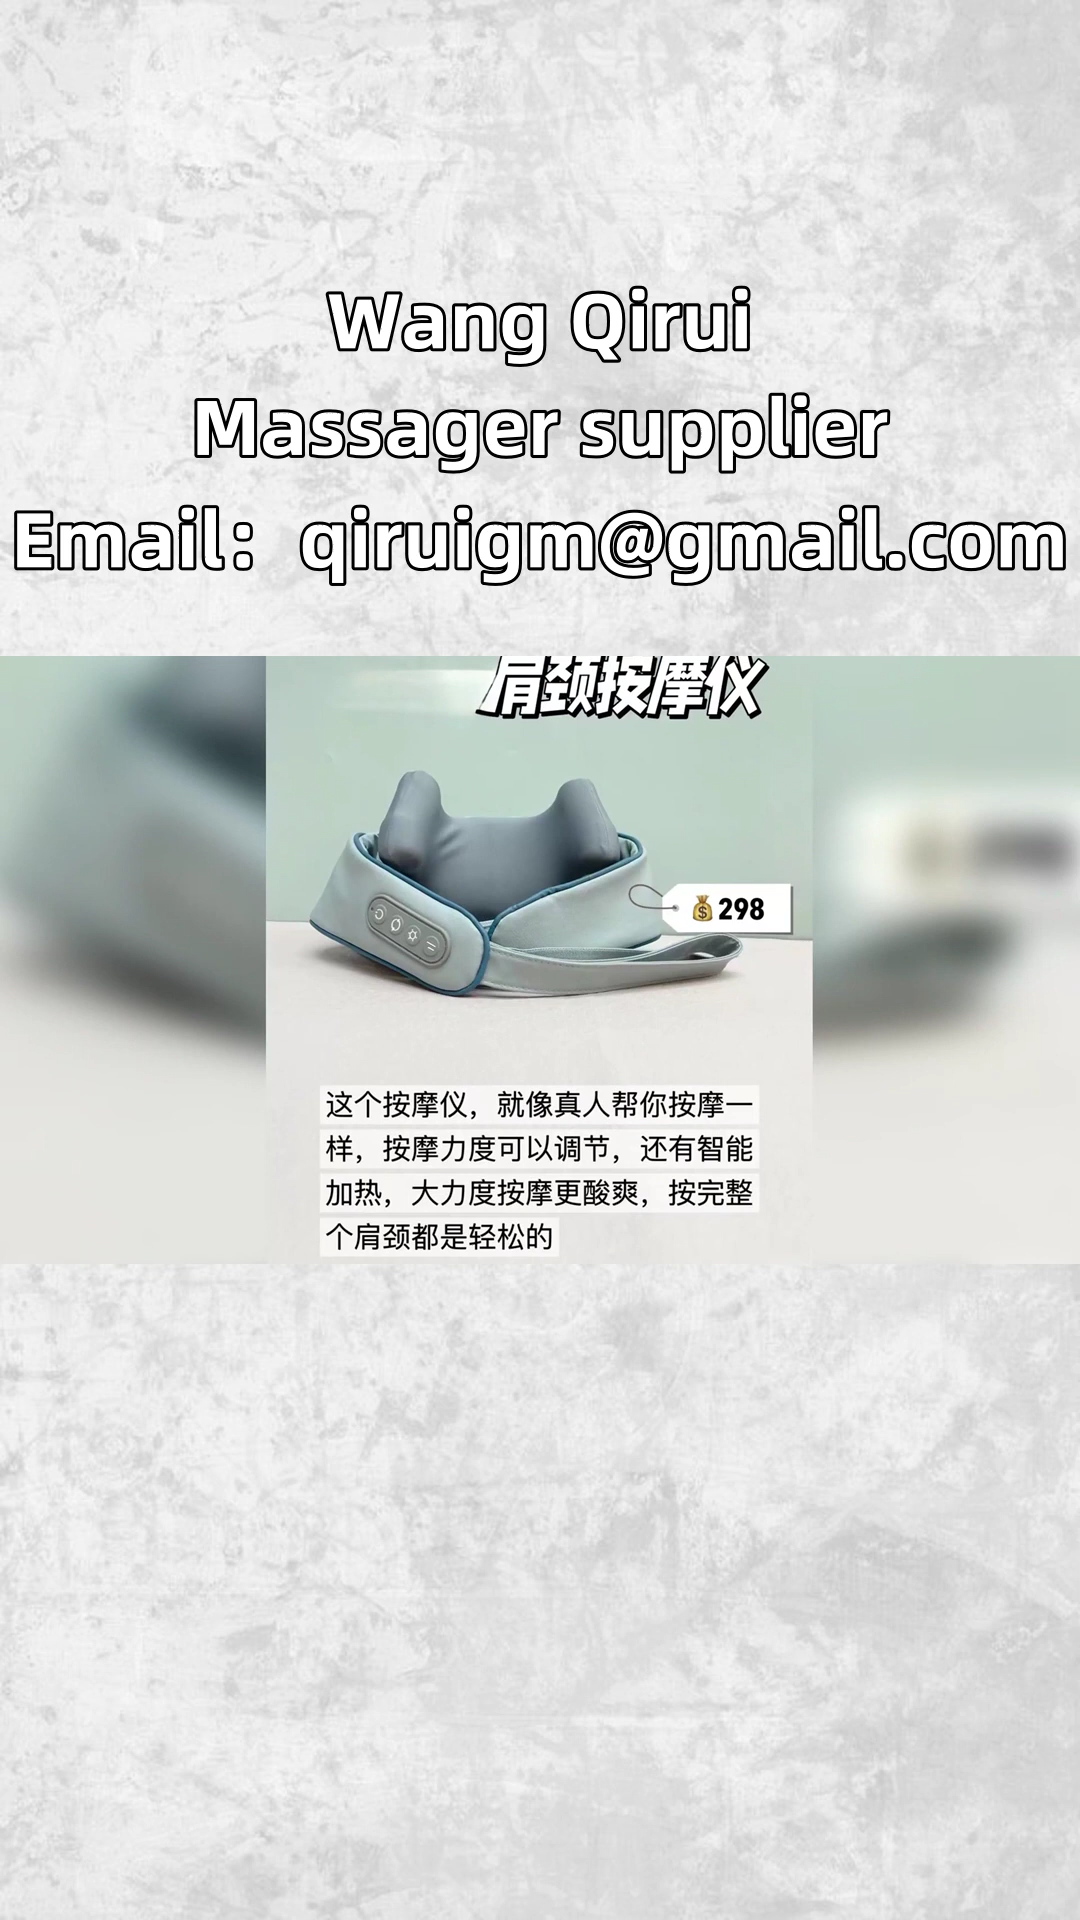 Wang Qirui
Massager supplier
Email：qiruigm@gmail.com
肩颈按摩仪
💰298
这个按摩仪，就像真人帮你按摩一
样，按摩力度可以调节，还有智能
加热，大力度按摩更酸爽，按完整
个肩颈都是轻松的